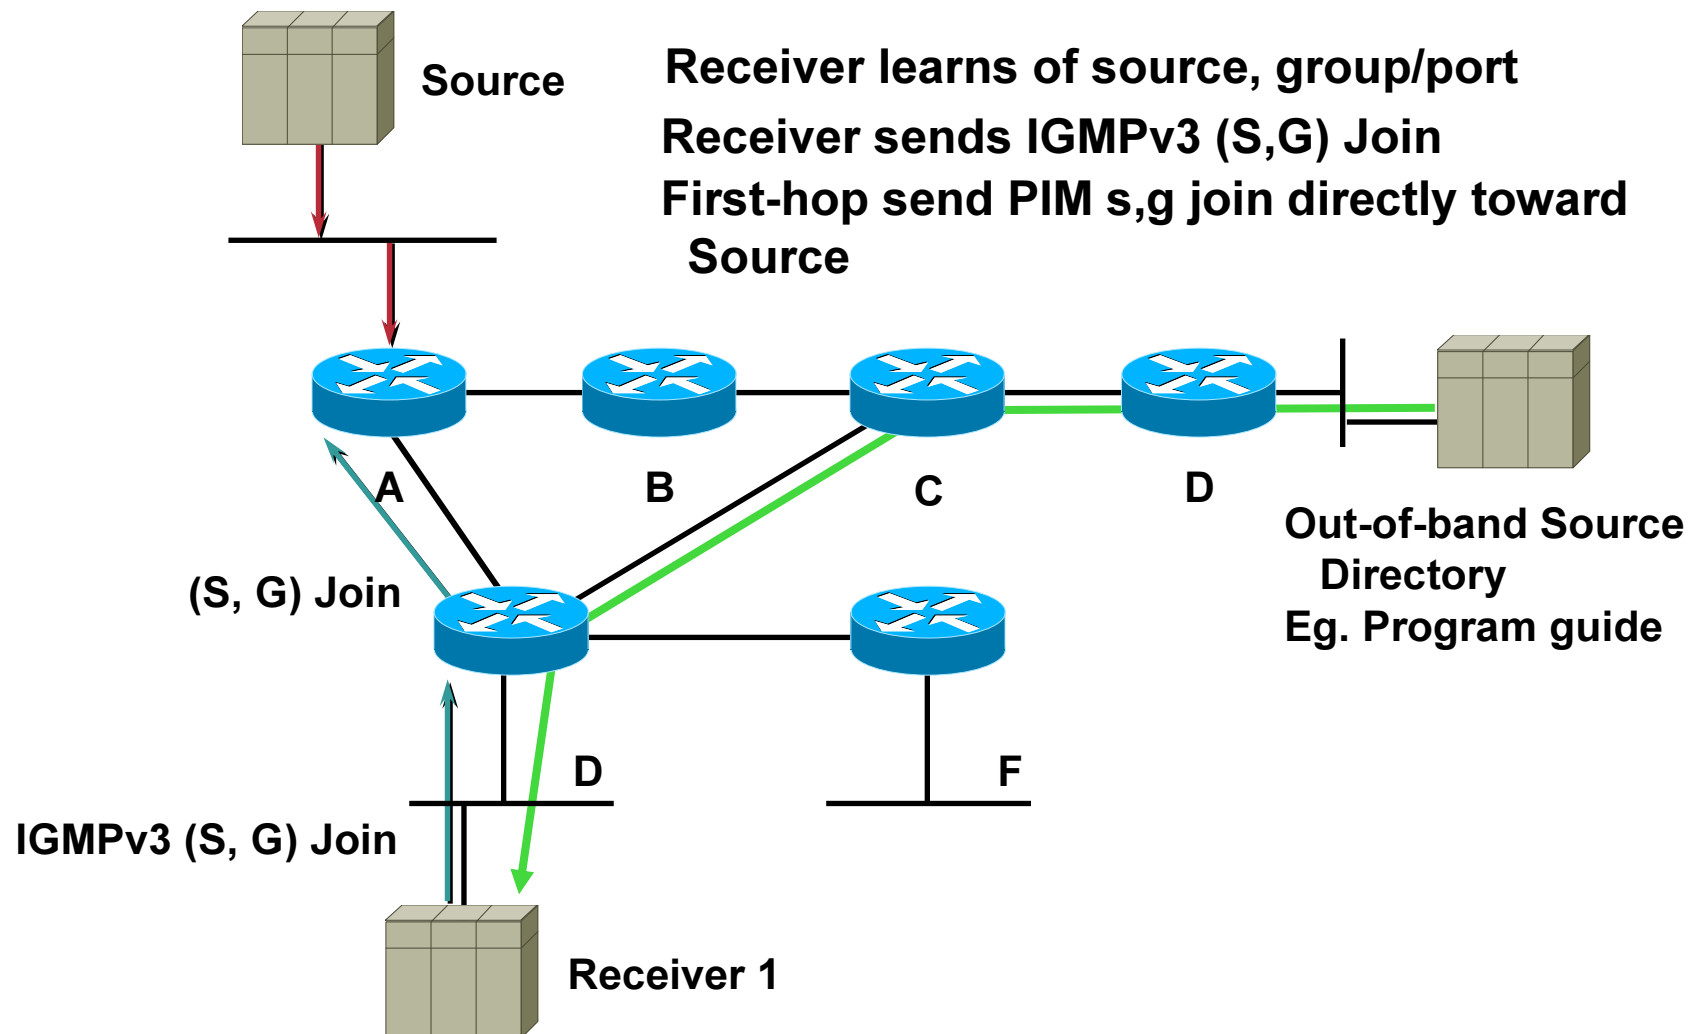 Source
Receiver learns of source, group/port
Receiver sends IGMPv3 (S,G) Join
First-hop send PIM s,g join directly toward
Source
A
B
C
D
Out-of-band Source
Directory
Eg. Program guide
(S, G) Join
D
F
IGMPv3 (S, G) Join
Receiver 1